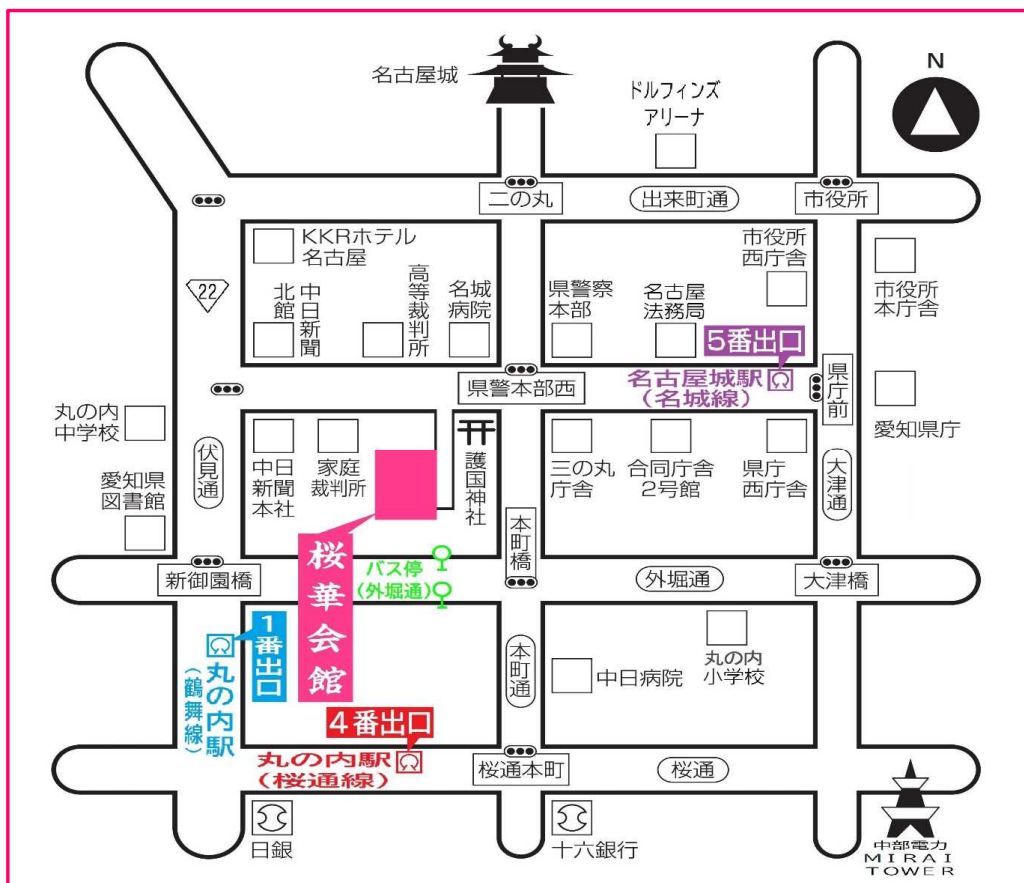 名古屋城
ドルフィンズ
アリーナ
N
二の丸
出来町通
市役所
KKRホテル
名古屋
市役所
西庁舎
22
中日新聞
北館
高等裁判所
名城
病院
県警察
本部
名古屋
法務局
市役所
本庁舎
5番出口
県警本部西
名古屋城駅
(名城線)
県庁前
丸の内
中学校
愛知県庁
伏見通
中日
新聞
本社
家庭
裁判所
護国神社
三の丸
庁舎
合同庁舎
2号館
県庁
西庁舎
大津通
愛知県
図書館
本町橋
新御園橋
桜華会館
バス停
(外堀通)
外堀通
大津橋
1番出口
丸の内駅
(鶴舞線)
本町通
中日病院
丸の内
小学校
4番出口
丸の内駅
(桜通線)
桜通本町
桜通
日銀
十六銀行
中部電力
MIRAI
TOWER